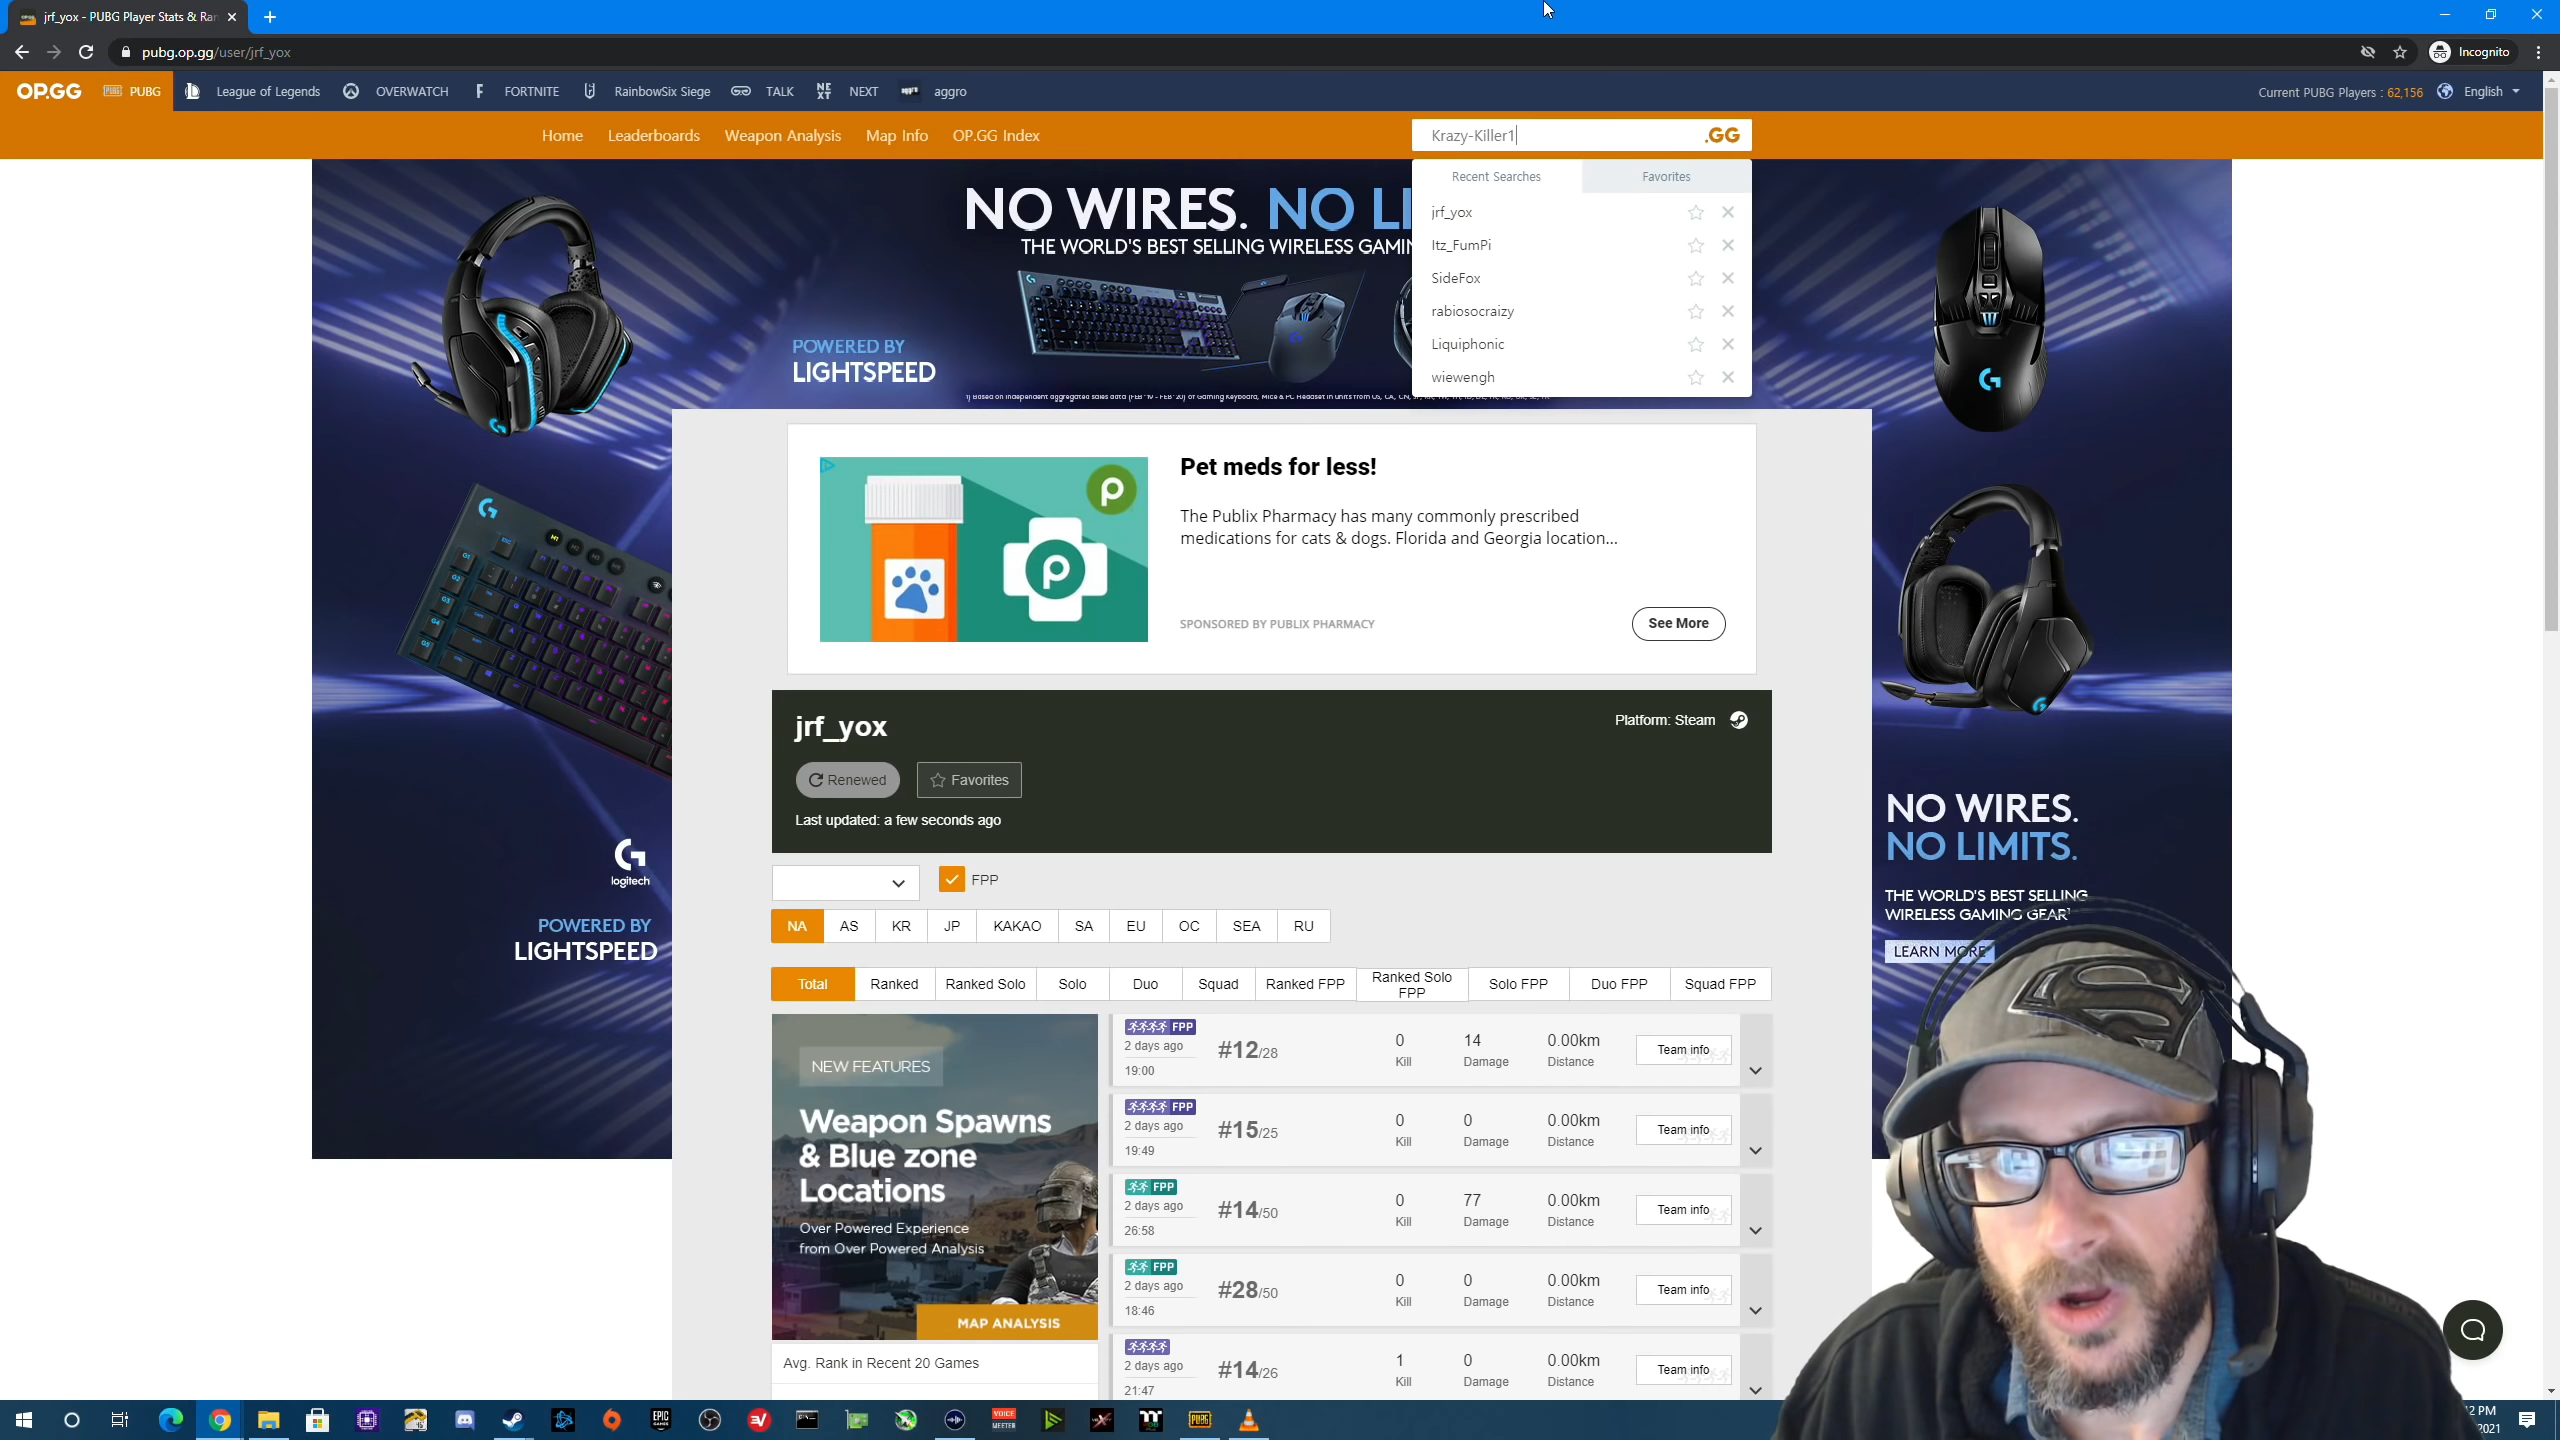 jrf_yox - PUBG Player Stats & Ran
pubg.op.gg/user/jrf_yox
Incognito
OP.GG
PUBG
League of Legends
OVERWATCH
FORTNITE
RainbowSix Siege
TALK
NEXT
aggro
Current PUBG Players : 62,156
English
Home
Leaderboards
Weapon Analysis
Map Info
OP.GG Index
Krazy-Killer1
.GG
Recent Searches
Favorites
jrf_yox
Itz_FumPi
SideFox
rabiosocraizy
Liquiphonic
wiewengh
NO WIRES. NO LI
THE WORLD'S BEST SELLING WIRELESS GAMIN
POWERED BY
LIGHTSPEED
Pet meds for less!
The Publix Pharmacy has many commonly prescribed
medications for cats & dogs. Florida and Georgia location...
SPONSORED BY PUBLIX PHARMACY
See More
jrf_yox
Platform: Steam
Renewed
Favorites
Last updated: a few seconds ago
logitech
POWERED BY
LIGHTSPEED
NO WIRES.
NO LIMITS.
THE WORLD'S BEST SELLING
WIRELESS GAMING GEAR¹
LEARN MORE
FPP
NA AS KR JP KAKAO SA EU OC SEA RU
Total Ranked Ranked Solo Solo Duo Squad Ranked FPP Ranked Solo FPP Solo FPP Duo FPP Squad FPP
NEW FEATURES
Weapon Spawns
& Blue zone
Locations
Over Powered Experience
from Over Powered Analysis
MAP ANALYSIS
Avg. Rank in Recent 20 Games
FPP
2 days ago
19:00
#12/28
0 14 0.00km
Kill Damage Distance
Team info
FPP
2 days ago
19:49
#15/25
0 0 0.00km
Kill Damage Distance
Team info
FPP
2 days ago
26:58
#14/50
0 77 0.00km
Kill Damage Distance
Team info
FPP
2 days ago
18:46
#28/50
0 0 0.00km
Kill Damage Distance
Team info
2 days ago
21:47
#14/26
1 0 0.00km
Kill Damage Distance
Team info
EPIC
GAMES
VOICE
MEETER
PUBG
2 PM
2021